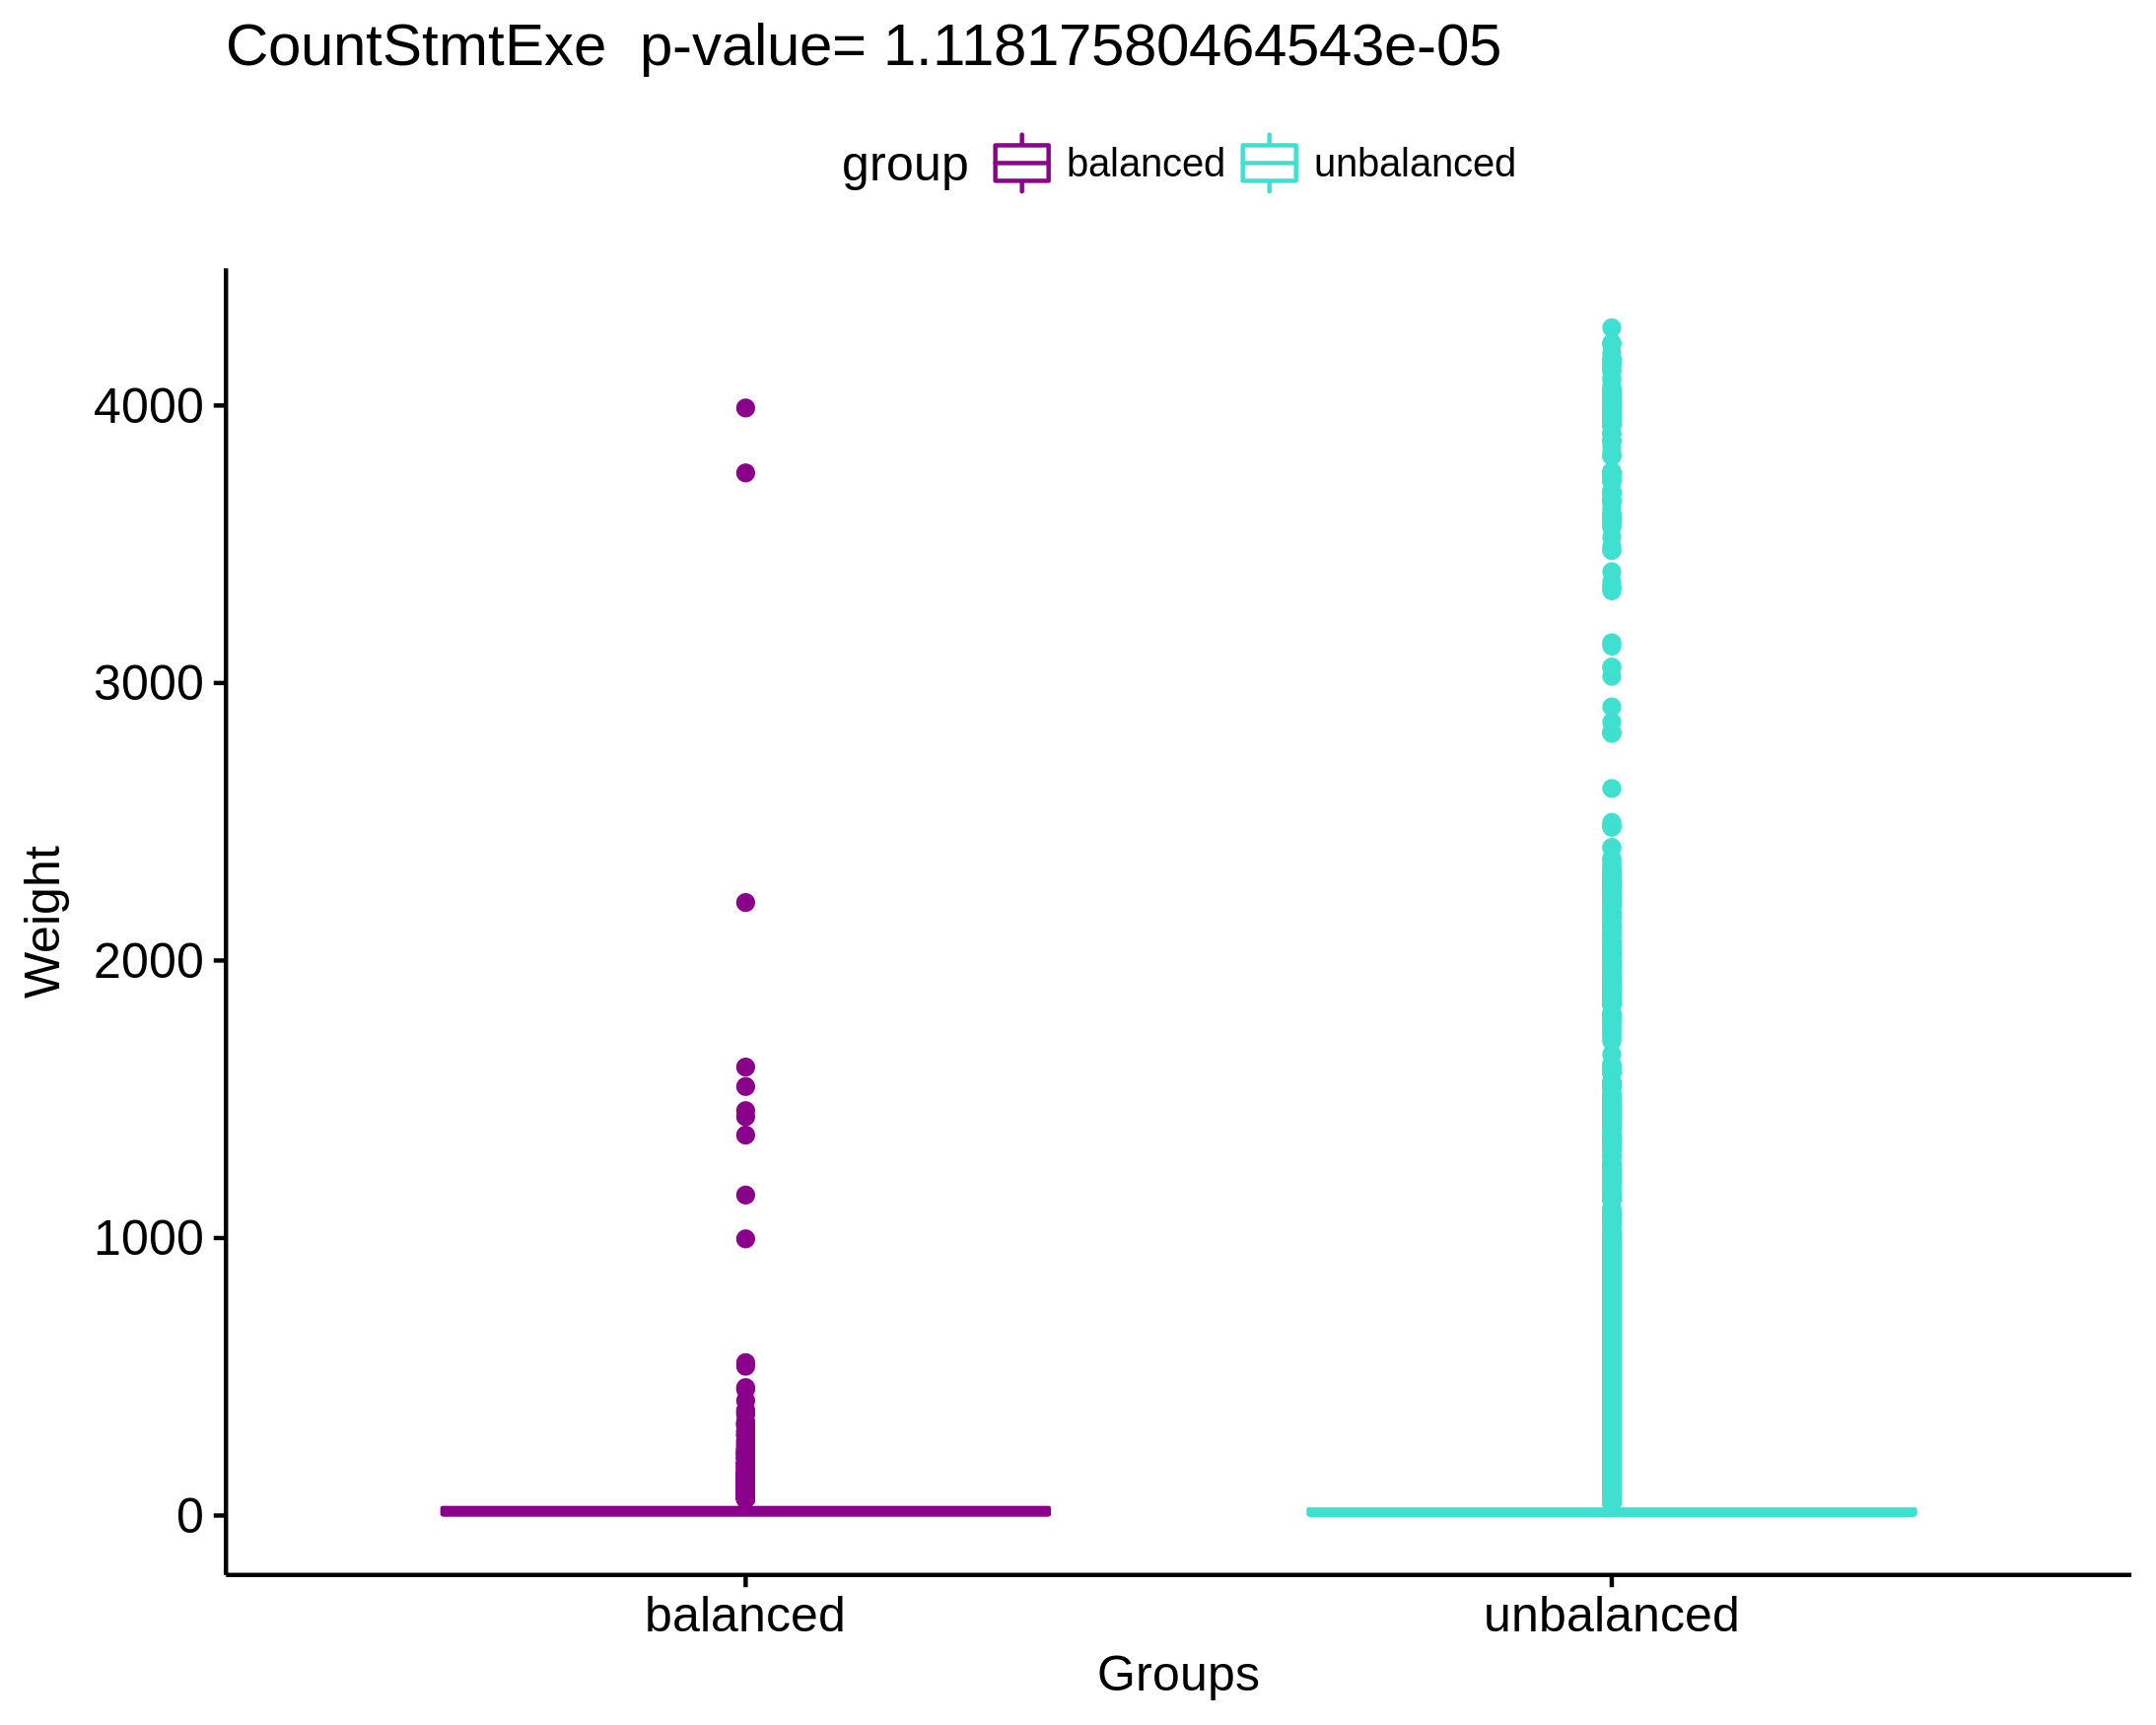 CountStmtExe  p-value= 1.11817580464543e-05
group balanced unbalanced
4000
3000
2000
1000
0
Weight
balanced unbalanced
Groups